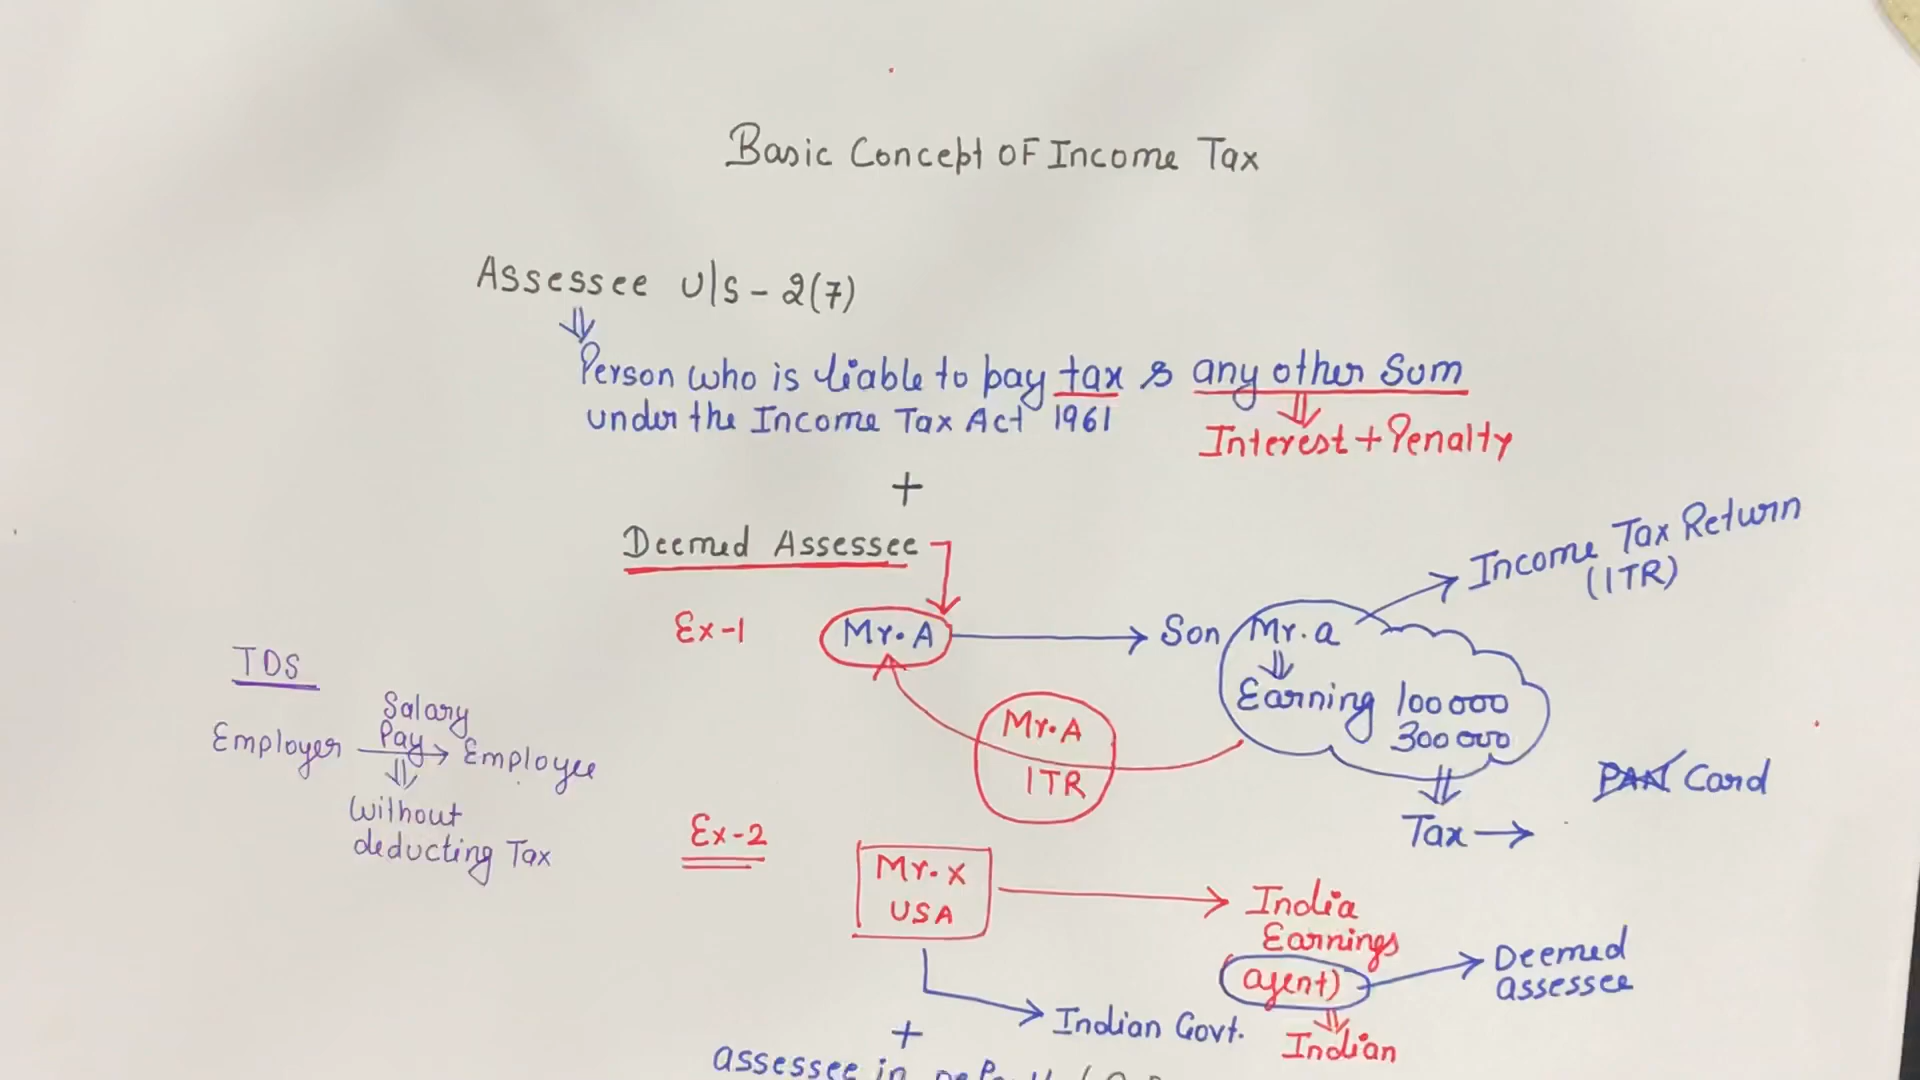 Basic Concept OF Income Tax
Assessee U/S - 2(7)
Person who is liable to pay tax & any other Sum
under the Income Tax Act 1961
Interest + Penalty
+
Deemed Assessee
Income Tax Return
(ITR)
Ex-1 Mr. A Son Mr. a
Earning 100000
300000
Mr. A
ITR
Tax
PAN Card
TDS
Salary
Employer Pay Employee
Without
deducting Tax
Ex-2
Mr. X
USA
India
Earnings
agent)
Deemed
assessee
Indian
Indian Govt.
+
assessee in